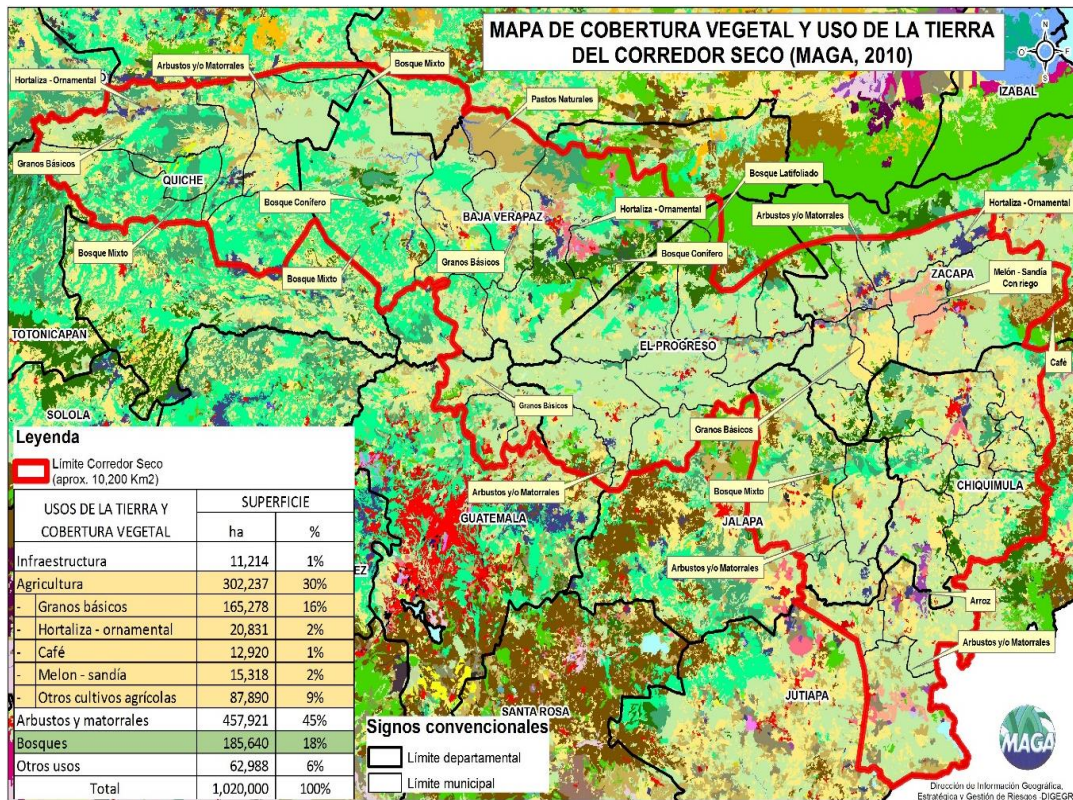 MAPA DE COBERTURA VEGETAL Y USO DE LA TIERRA
DEL CORREDOR SECO (MAGA, 2010)
N
S
IZABAL
Hortaliza - Ornamental
Arbustos y/o Matorrales
Bosque Mixto
Pastos Naturales
Granos Básicos
QUICHE
Bosque Conífero
Bosque Mixto
Bosque Mixto
BAJA VERAPAZ
Granos Básicos
Hortaliza - Ornamental
Bosque Conífero
Bosque Latifoliado
Arbustos y/o Matorrales
Hortaliza - Ornamental
ZACAPA
Melón - Sandía
Con riego
Café
TOTONICAPAN
SOLOLA
EL PROGRESO
Granos Básicos
Granos Básicos
Arbustos y/o Matorrales
GUATEMALA
Bosque Mixto
JALAPA
CHIQUIMULA
Arbustos y/o Matorrales
Arroz
Arbustos y/o Matorrales
JUTIAPA
SANTA ROSA
EZ
Leyenda
Límite Corredor Seco
(aprox. 10,200 Km2)
USOS DE LA TIERRA Y COBERTURA VEGETAL SUPERFICIE
ha %
Infraestructura 11,214 1%
Agricultura 302,237 30%
- Granos básicos 165,278 16%
- Hortaliza - ornamental 20,831 2%
- Café 12,920 1%
- Melon - sandía 15,318 2%
- Otros cultivos agrícolas 87,890 9%
Arbustos y matorrales 457,921 45%
Bosques 185,640 18%
Otros usos 62,988 6%
Total 1,020,000 100%
Signos convencionales
Límite departamental
Límite municipal
MAGA
Dirección de Información Geográfica,
Estratégica y Gestión de Riesgos -DIGEGR